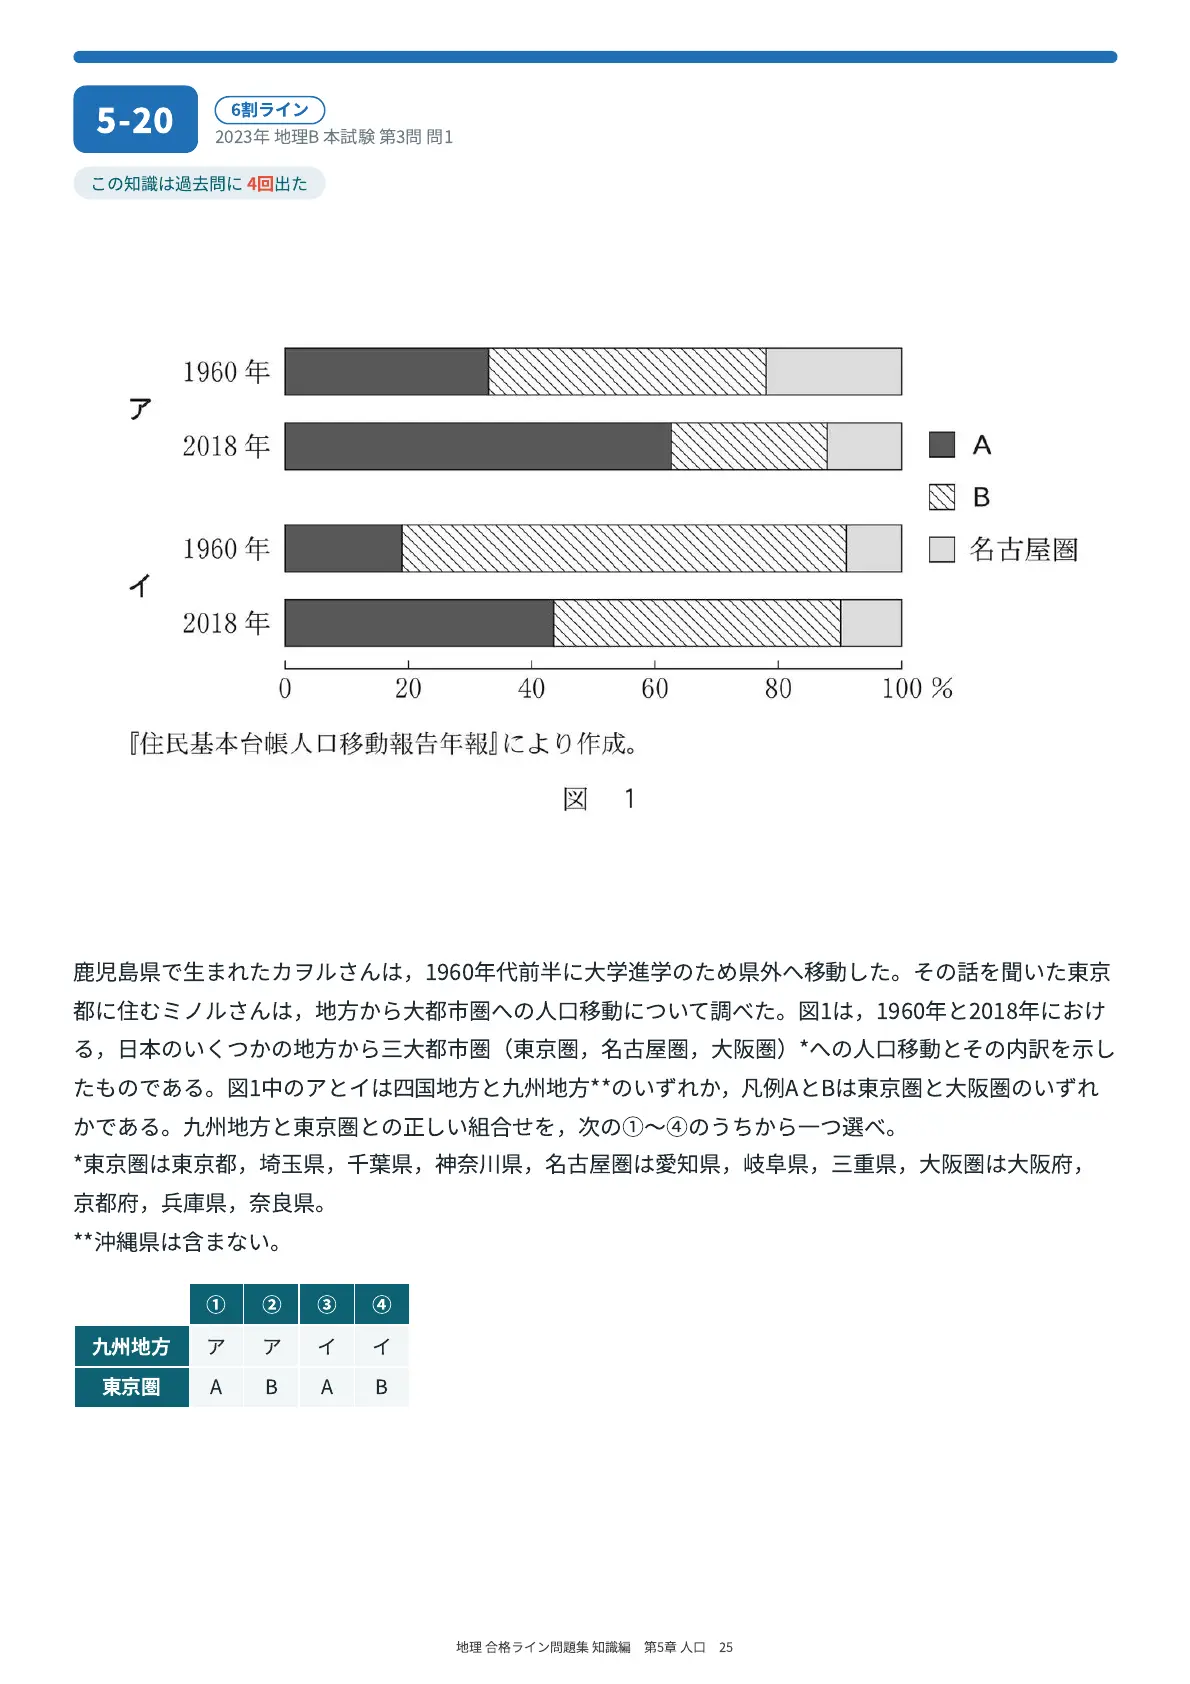 5-20
6割ライン
2023年 地理B 本試験 第3問 問1
この知識は過去問に 4回出た
ア
1960年
2018年
イ
1960年
2018年
0 20 40 60 80 100 %
A
B
名古屋圏
『住民基本台帳人口移動報告年報』により作成。
図 1
鹿児島県で生まれたカヲルさんは，1960年代前半に大学進学のため県外へ移動した。その話を聞いた東京
都に住むミノルさんは，地方から大都市圏への人口移動について調べた。図1は，1960年と2018年におけ
る，日本のいくつかの地方から三大都市圏（東京圏，名古屋圏，大阪圏）*への人口移動とその内訳を示し
たものである。図1中のアとイは四国地方と九州地方**のいずれか，凡例AとBは東京圏と大阪圏のいずれ
かである。九州地方と東京圏との正しい組合せを，次の①～④のうちから一つ選べ。
*東京圏は東京都，埼玉県，千葉県，神奈川県，名古屋圏は愛知県，岐阜県，三重県，大阪圏は大阪府，
京都府，兵庫県，奈良県。
**沖縄県は含まない。
① ② ③ ④
九州地方 ア ア イ イ
東京圏 A B A B
地理 合格ライン問題集 知識編 第5章 人口 25